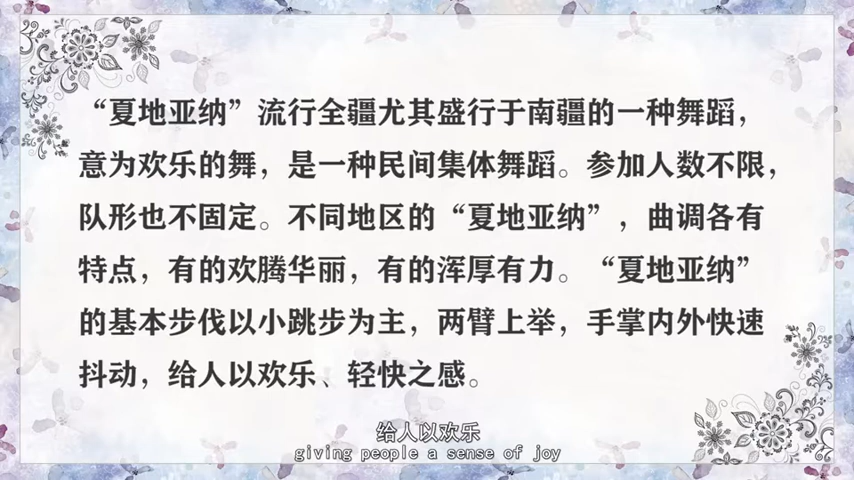 “夏地亚纳”流行全疆尤其盛行于南疆的一种舞蹈，
意为欢乐的舞，是一种民间集体舞蹈。参加人数不限，
队形也不固定。不同地区的“夏地亚纳”，曲调各有
特点，有的欢腾华丽，有的浑厚有力。“夏地亚纳”
的基本步伐以小跳步为主，两臂上举，手掌内外快速
抖动，给人以欢乐、轻快之感。
给人以欢乐
giving people a sense of joy